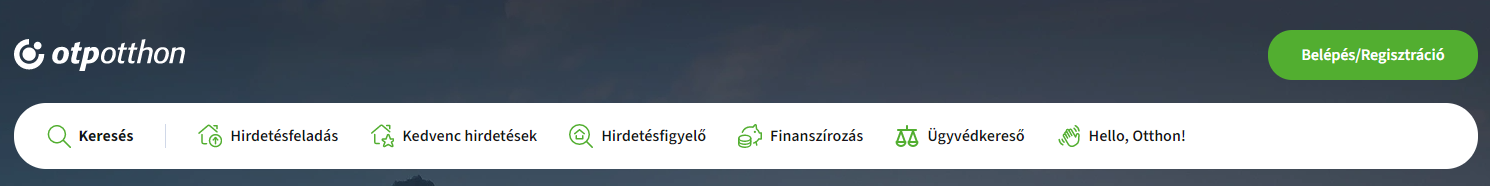 otpotthon
Belépés/Regisztráció
Keresés
Hirdetésfeladás
Kedvenc hirdetések
Hirdetésfigyelő
Finanszírozás
Ügyvédkereső
Hello, Otthon!